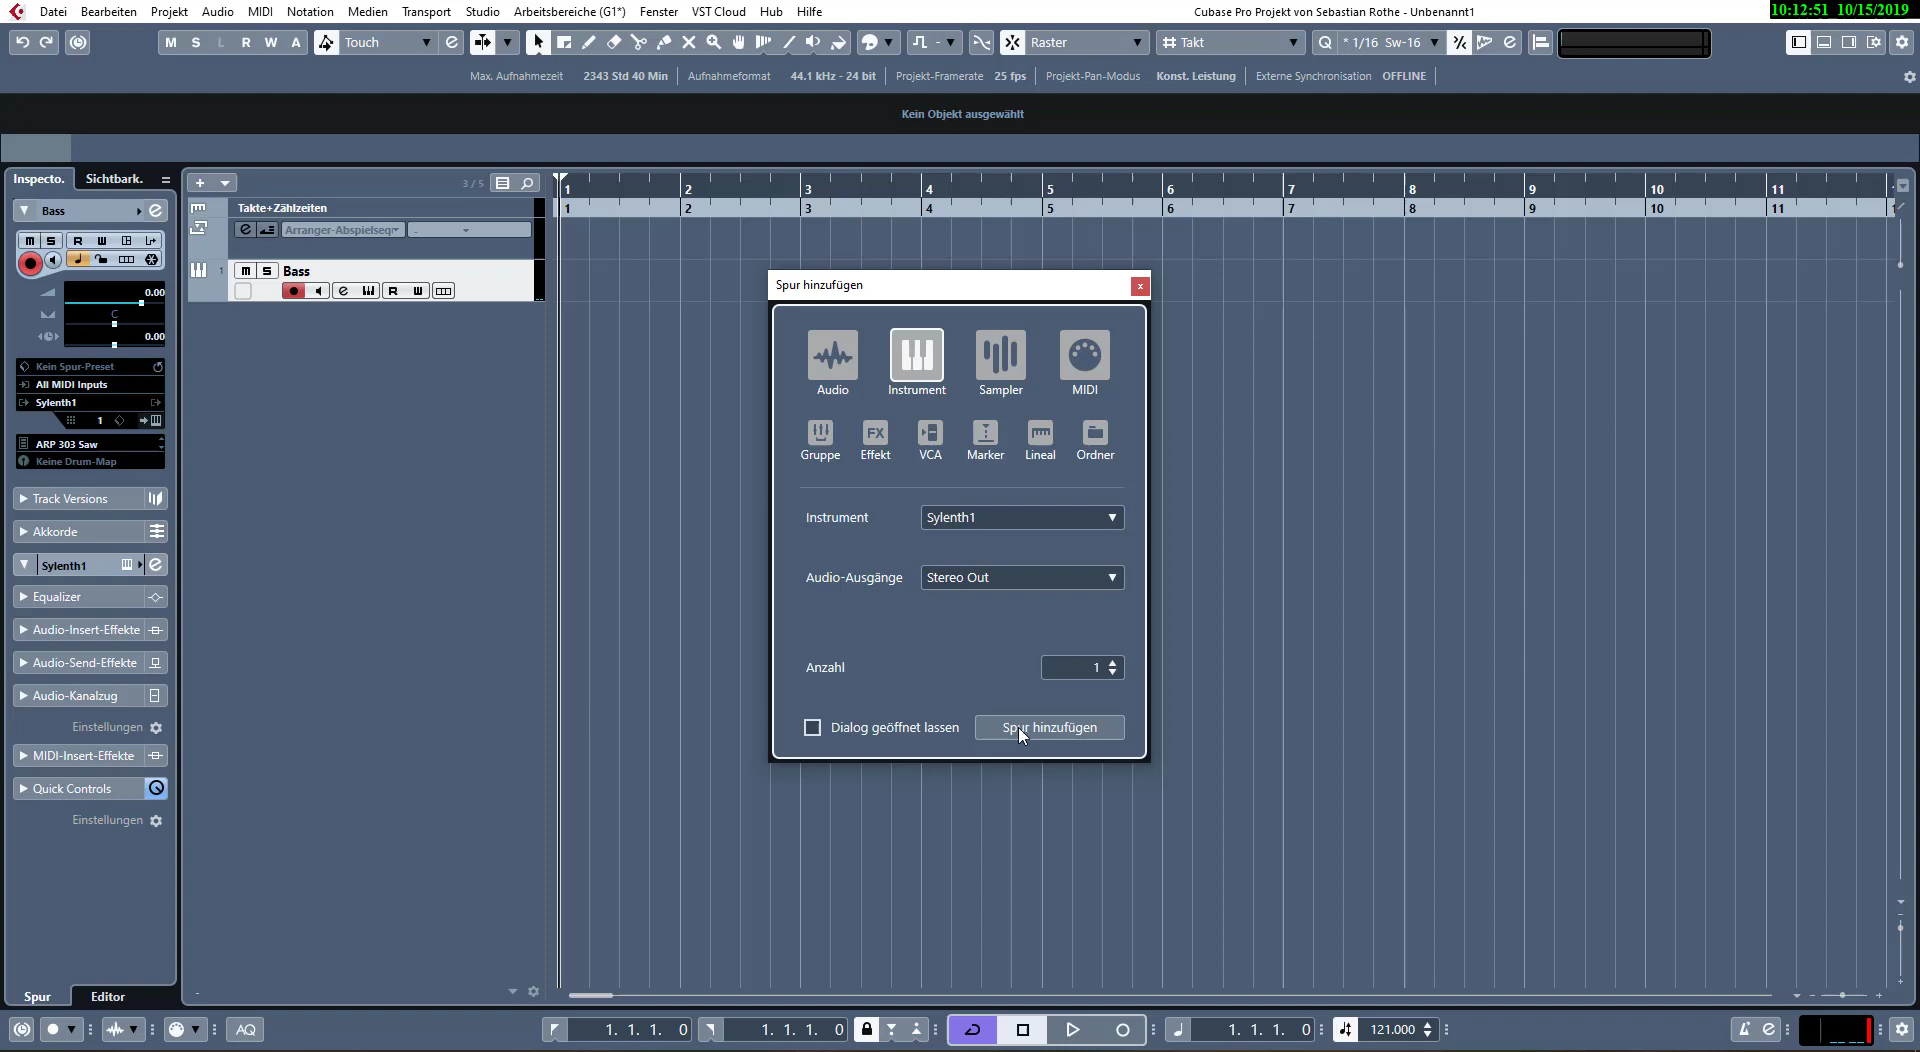 Datei Bearbeiten Projekt Audio MIDI Notation Medien Transport Studio Arbeitsbereiche (G1*) Fenster VST Cloud Hub Hilfe Cubase Pro Projekt von Sebastian Rothe - Unbenannt1 10:12:51 10/15/2019
M S L R W A Touch Raster Takt Q * 1/16 Sw-16
Max. Aufnahmezeit 2343 Std 40 Min Aufnahmeformat 44.1 kHz - 24 bit Projekt-Framerate 25 fps Projekt-Pan-Modus Konst. Leistung Externe Synchronisation OFFLINE
Kein Objekt ausgewählt
Inspecto. Sichtbark. 3 / 5 1 2 3 4 5 6 7 8 9 10 11
Takte+Zählzeiten 1 2 3 4 5 6 7 8 9 10 11
Bass
Arranger-Abspielseq
M S R W
1 M S Bass
R W
0.00
C
0.00
Kein Spur-Preset
All MIDI Inputs
Sylenth1
1
ARP 303 Saw
Keine Drum-Map
Track Versions
Akkorde
Sylenth1
Equalizer
Audio-Insert-Effekte
Audio-Send-Effekte
Audio-Kanalzug
Einstellungen
MIDI-Insert-Effekte
Quick Controls
Einstellungen
Spur Editor
Spur hinzufügen x
Audio Instrument Sampler MIDI
FX
Gruppe Effekt VCA Marker Lineal Ordner
Instrument Sylenth1
Audio-Ausgänge Stereo Out
Anzahl 1
Dialog geöffnet lassen Spur hinzufügen
AQ 1. 1. 1. 0 1. 1. 1. 0 1. 1. 1. 0 121.000